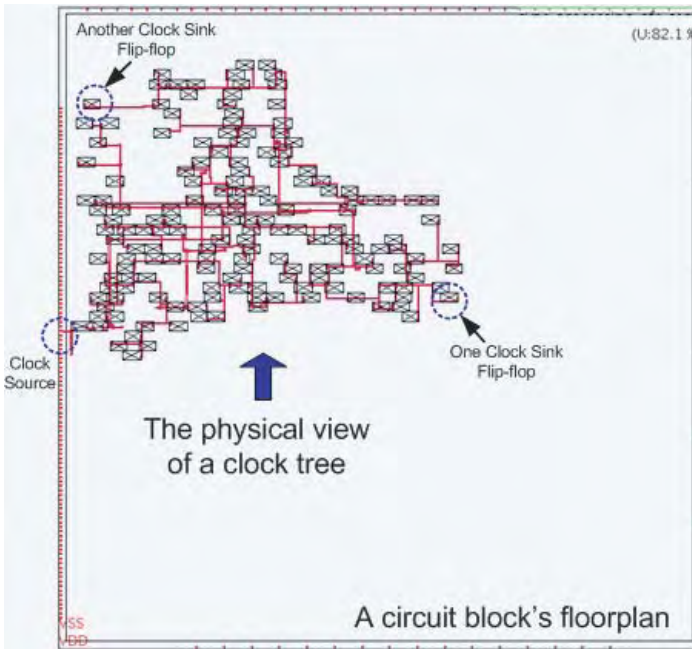 Another Clock Sink
Flip-flop
(U:82.1 %
Clock
Source
One Clock Sink
Flip-flop
The physical view
of a clock tree
A circuit block's floorplan
VSS
VDD